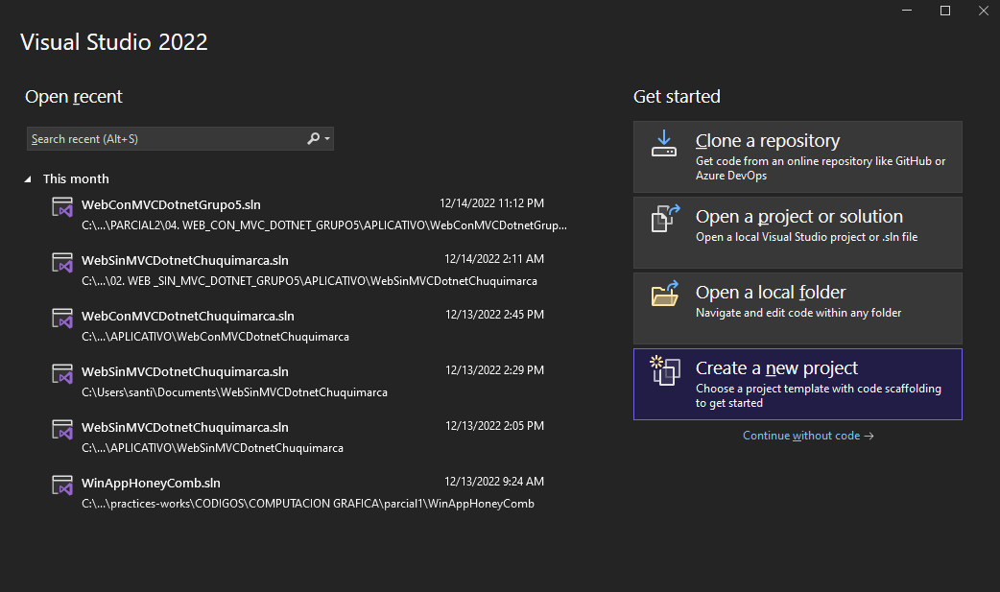 Visual Studio 2022
Open recent
Search recent (Alt+S)
This month
WebConMVCDotnetGrupo5.sln 12/14/2022 11:12 PM
C:\...\PARCIAL2\04. WEB_CON_MVC_DOTNET_GRUPO5\APLICATIVO\WebConMVCDotnetGrup...
WebSinMVCDotnetChuquimarca.sln 12/14/2022 2:11 AM
C:\...\02. WEB _SIN_MVC_DOTNET_GRUPO5\APLICATIVO\WebSinMVCDotnetChuquimarca
WebConMVCDotnetChuquimarca.sln 12/13/2022 2:45 PM
C:\...\APLICATIVO\WebConMVCDotnetChuquimarca
WebSinMVCDotnetChuquimarca.sln 12/13/2022 2:29 PM
C:\Users\santi\Documents\WebSinMVCDotnetChuquimarca
WebSinMVCDotnetChuquimarca.sln 12/13/2022 2:05 PM
C:\...\APLICATIVO\WebSinMVCDotnetChuquimarca
WinAppHoneyComb.sln 12/13/2022 9:24 AM
C:\...\practices-works\CODIGOS\COMPUTACION GRAFICA\parcial1\WinAppHoneyComb
Get started
Clone a repository
Get code from an online repository like GitHub or
Azure DevOps
Open a project or solution
Open a local Visual Studio project or .sln file
Open a local folder
Navigate and edit code within any folder
Create a new project
Choose a project template with code scaffolding
to get started
Continue without code →